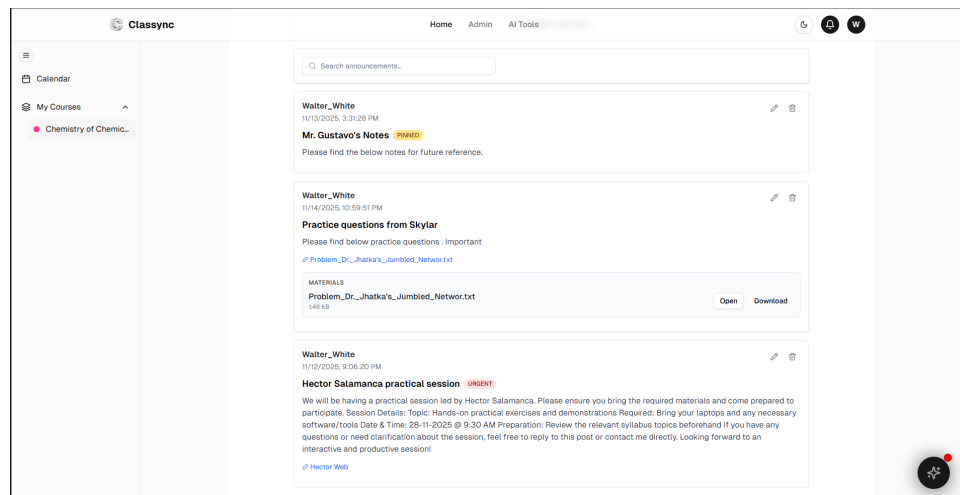 Classync
Home Admin AI Tools
W
Calendar
My Courses
Chemistry of Chemic...
Search announcements...
Walter_White
11/13/2025, 3:31:28 PM
Mr. Gustavo's Notes PINNED
Please find the below notes for future reference.
Walter_White
11/14/2025, 10:59:51 PM
Practice questions from Skylar
Please find below practice questions . Important
Problem_Dr._Jhatka's_Jumbled_Networ.txt
MATERIALS
Problem_Dr._Jhatka's_Jumbled_Networ.txt
1.46 KB
Open Download
Walter_White
11/12/2025, 9:06:20 PM
Hector Salamanca practical session URGENT
We will be having a practical session led by Hector Salamanca. Please ensure you bring the required materials and come prepared to
participate. Session Details: Topic: Hands-on practical exercises and demonstrations Required: Bring your laptops and any necessary
software/tools Date & Time: 28-11-2025 @ 9:30 AM Preparation: Review the relevant syllabus topics beforehand If you have any
questions or need clarification about the session, feel free to reply to this post or contact me directly. Looking forward to an
interactive and productive session!
Hector Web